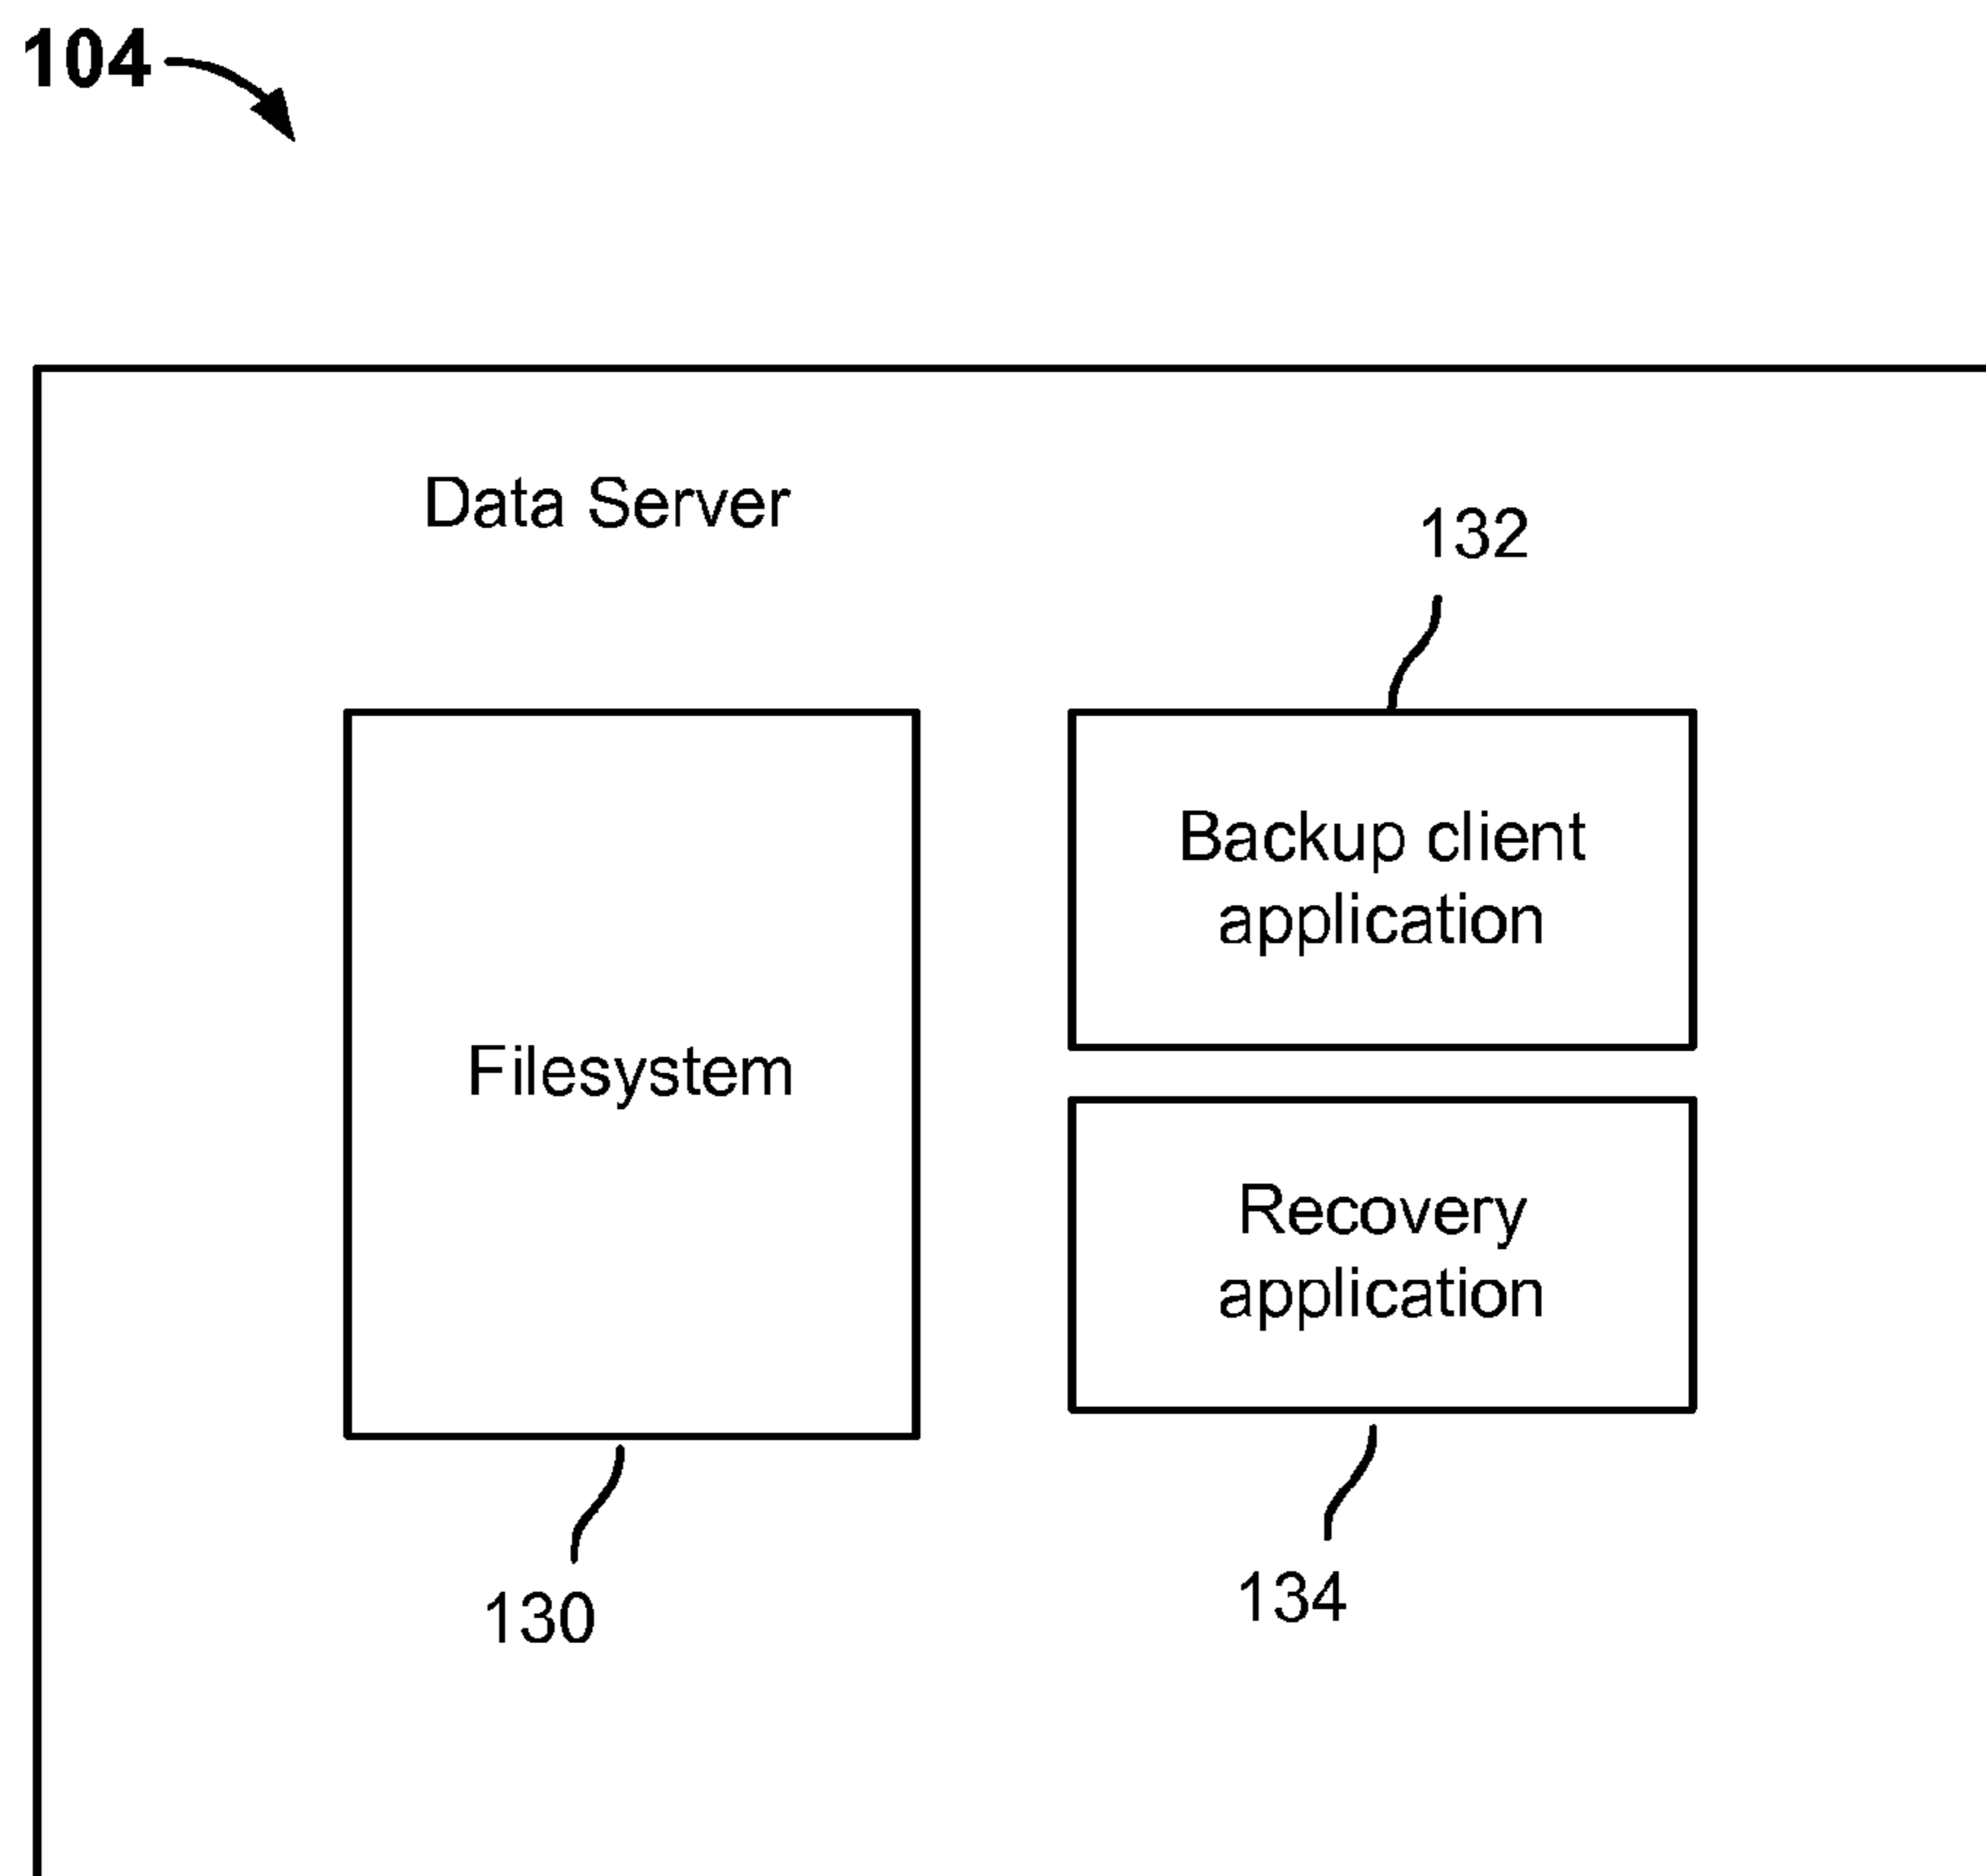 104
Data Server
132
Backup client
application
Filesystem
Recovery
application
130
134